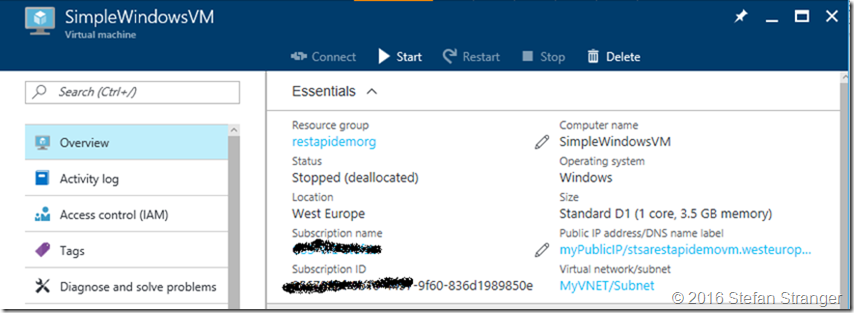 SimpleWindowsVM
Virtual machine
Connect Start Restart Stop Delete
Search (Ctrl+/)
Overview
Activity log
Access control (IAM)
Tags
Diagnose and solve problems
Essentials
Resource group
restapidemorg
Status
Stopped (deallocated)
Location
West Europe
Subscription name
Subscription ID
-9f60-836d1989850e
Computer name
SimpleWindowsVM
Operating system
Windows
Size
Standard D1 (1 core, 3.5 GB memory)
Public IP address/DNS name label
myPublicIP/stsarestapidemovm.westeurop...
Virtual network/subnet
MyVNET/Subnet
© 2016 Stefan Stranger